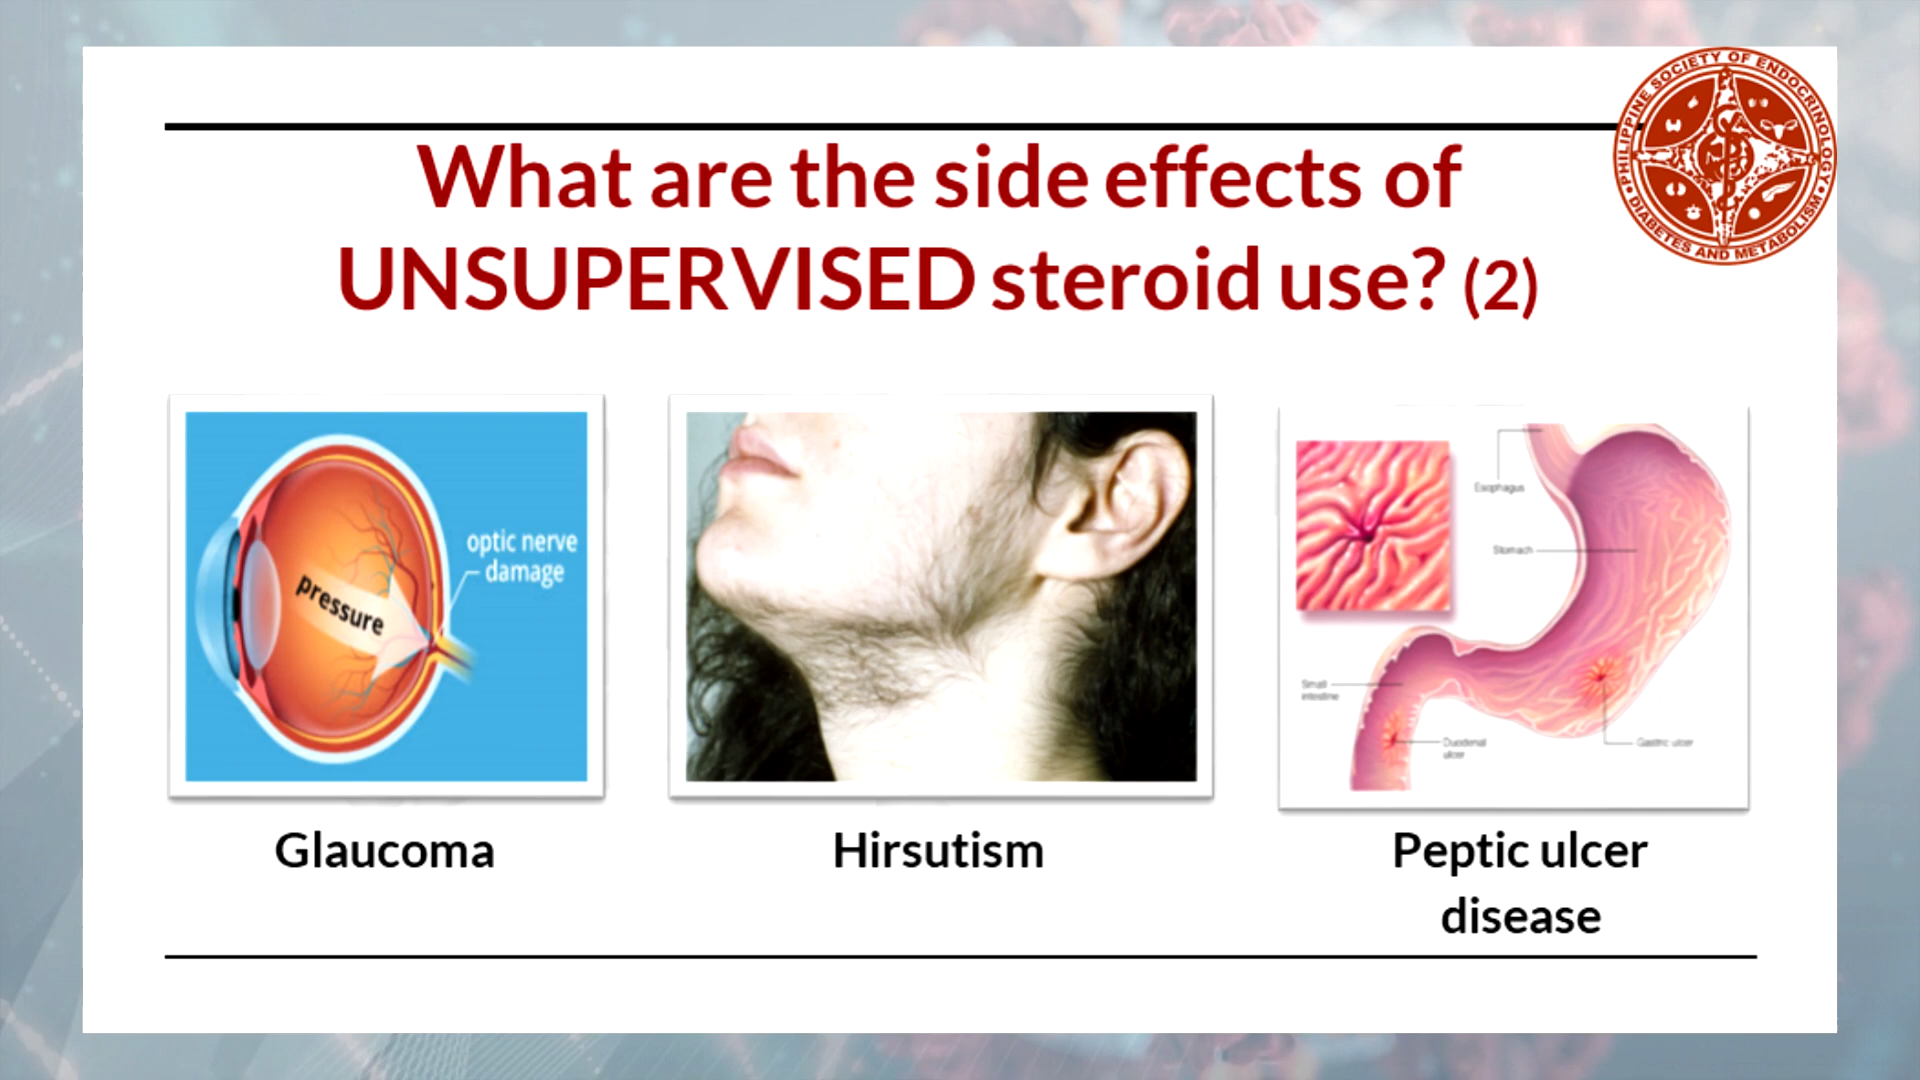 What are the side effects of
UNSUPERVISED steroid use? (2)
PHILIPPINE SOCIETY OF ENDOCRINOLOGY
DIABETES AND METABOLISM
optic nerve
damage
pressure
Esophagus
Stomach
Small
intestine
Duodenal
ulcer
Gastric ulcer
Glaucoma
Hirsutism
Peptic ulcer
disease